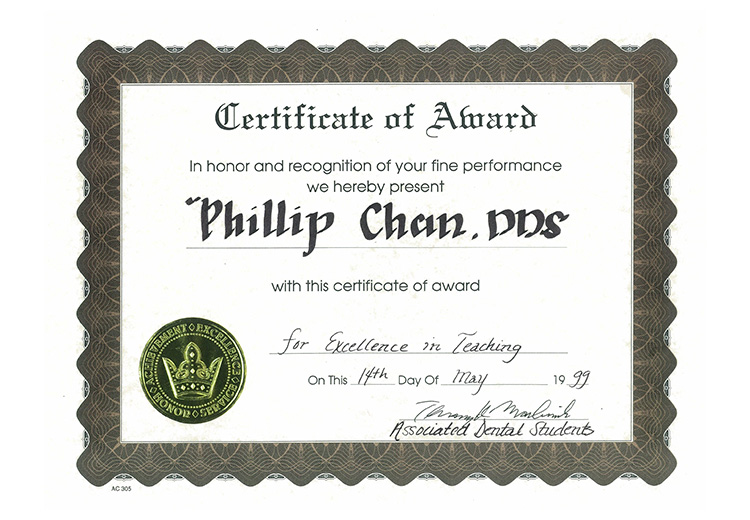 Certificate of Award
In honor and recognition of your fine performance
we hereby present
Phillip Chan, DDS
with this certificate of award
for Excellence in Teaching
On This 14th Day Of May 19 99
Associated Dental Students
ACHIEVEMENT EXCELLENCE HONOR SERVICE
AC 305